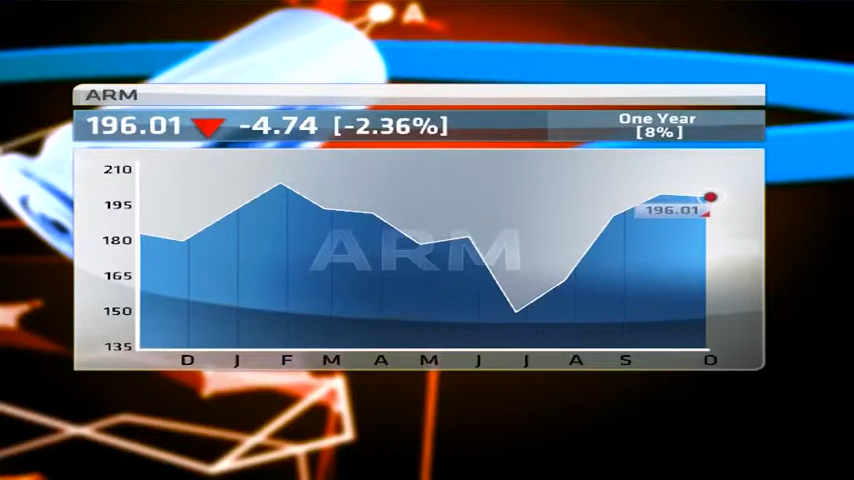 A
ARM
196.01 -4.74 [-2.36%]
One Year
[8%]
210
195
180
165
150
135
ARM
196.01
D J F M A M J J A S O